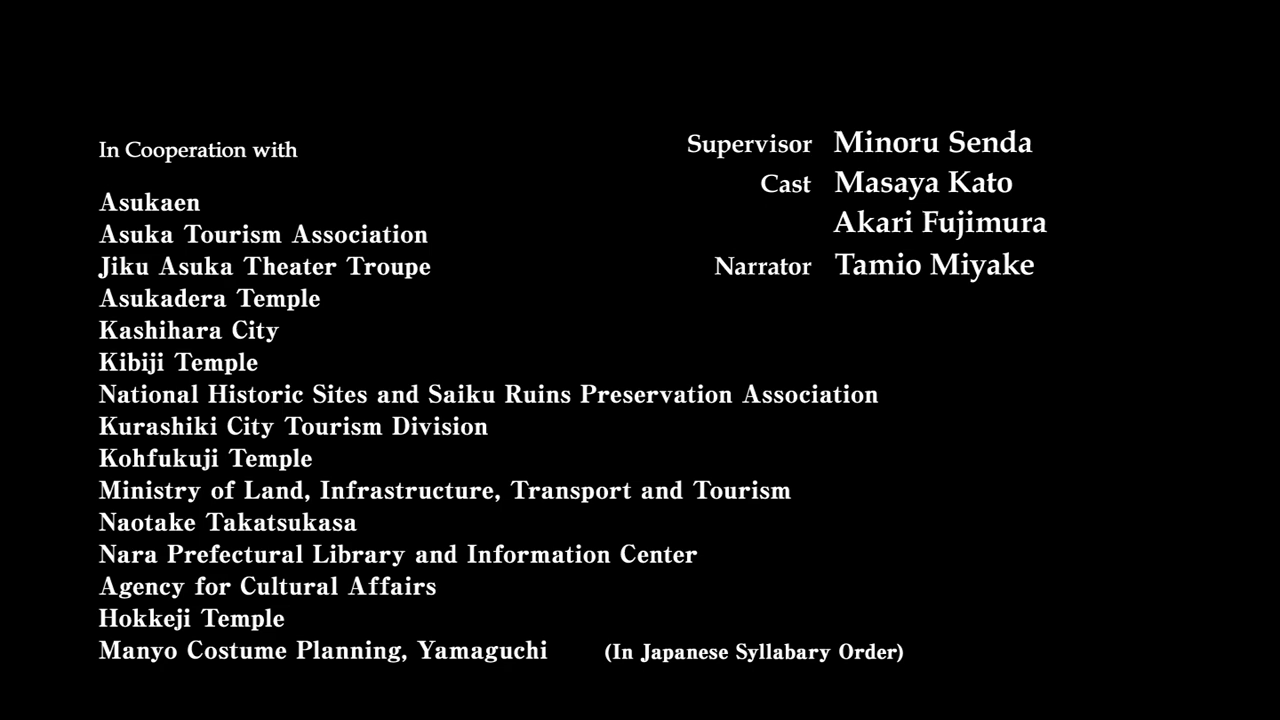 In Cooperation with
Asukaen
Asuka Tourism Association
Jiku Asuka Theater Troupe
Asukadera Temple
Kashihara City
Kibiji Temple
National Historic Sites and Saiku Ruins Preservation Association
Kurashiki City Tourism Division
Kohfukuji Temple
Ministry of Land, Infrastructure, Transport and Tourism
Naotake Takatsukasa
Nara Prefectural Library and Information Center
Agency for Cultural Affairs
Hokkeji Temple
Manyo Costume Planning, Yamaguchi (In Japanese Syllabary Order)
Supervisor Minoru Senda
Cast Masaya Kato
Akari Fujimura
Narrator Tamio Miyake